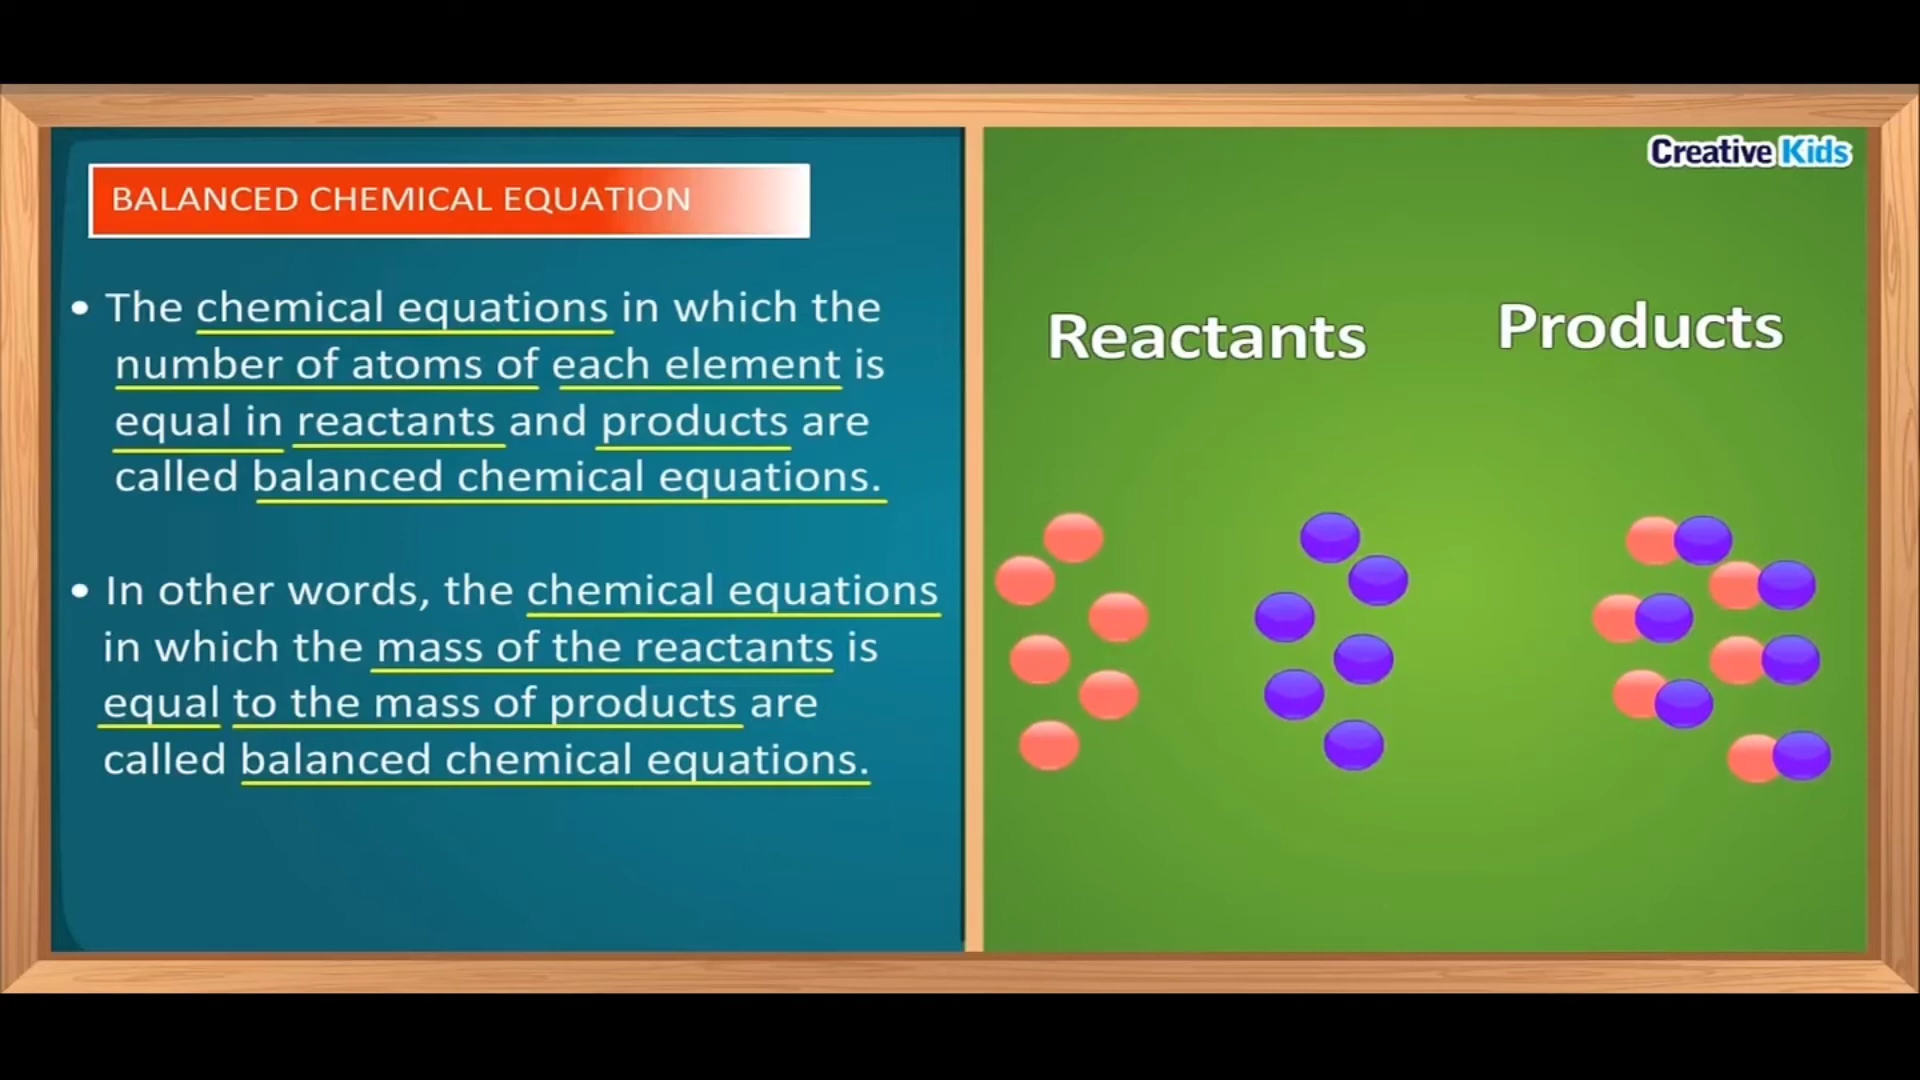 Creative Kids
BALANCED CHEMICAL EQUATION
• The chemical equations in which the
number of atoms of each element is
equal in reactants and products are
called balanced chemical equations.
• In other words, the chemical equations
in which the mass of the reactants is
equal to the mass of products are
called balanced chemical equations.
Reactants
Products